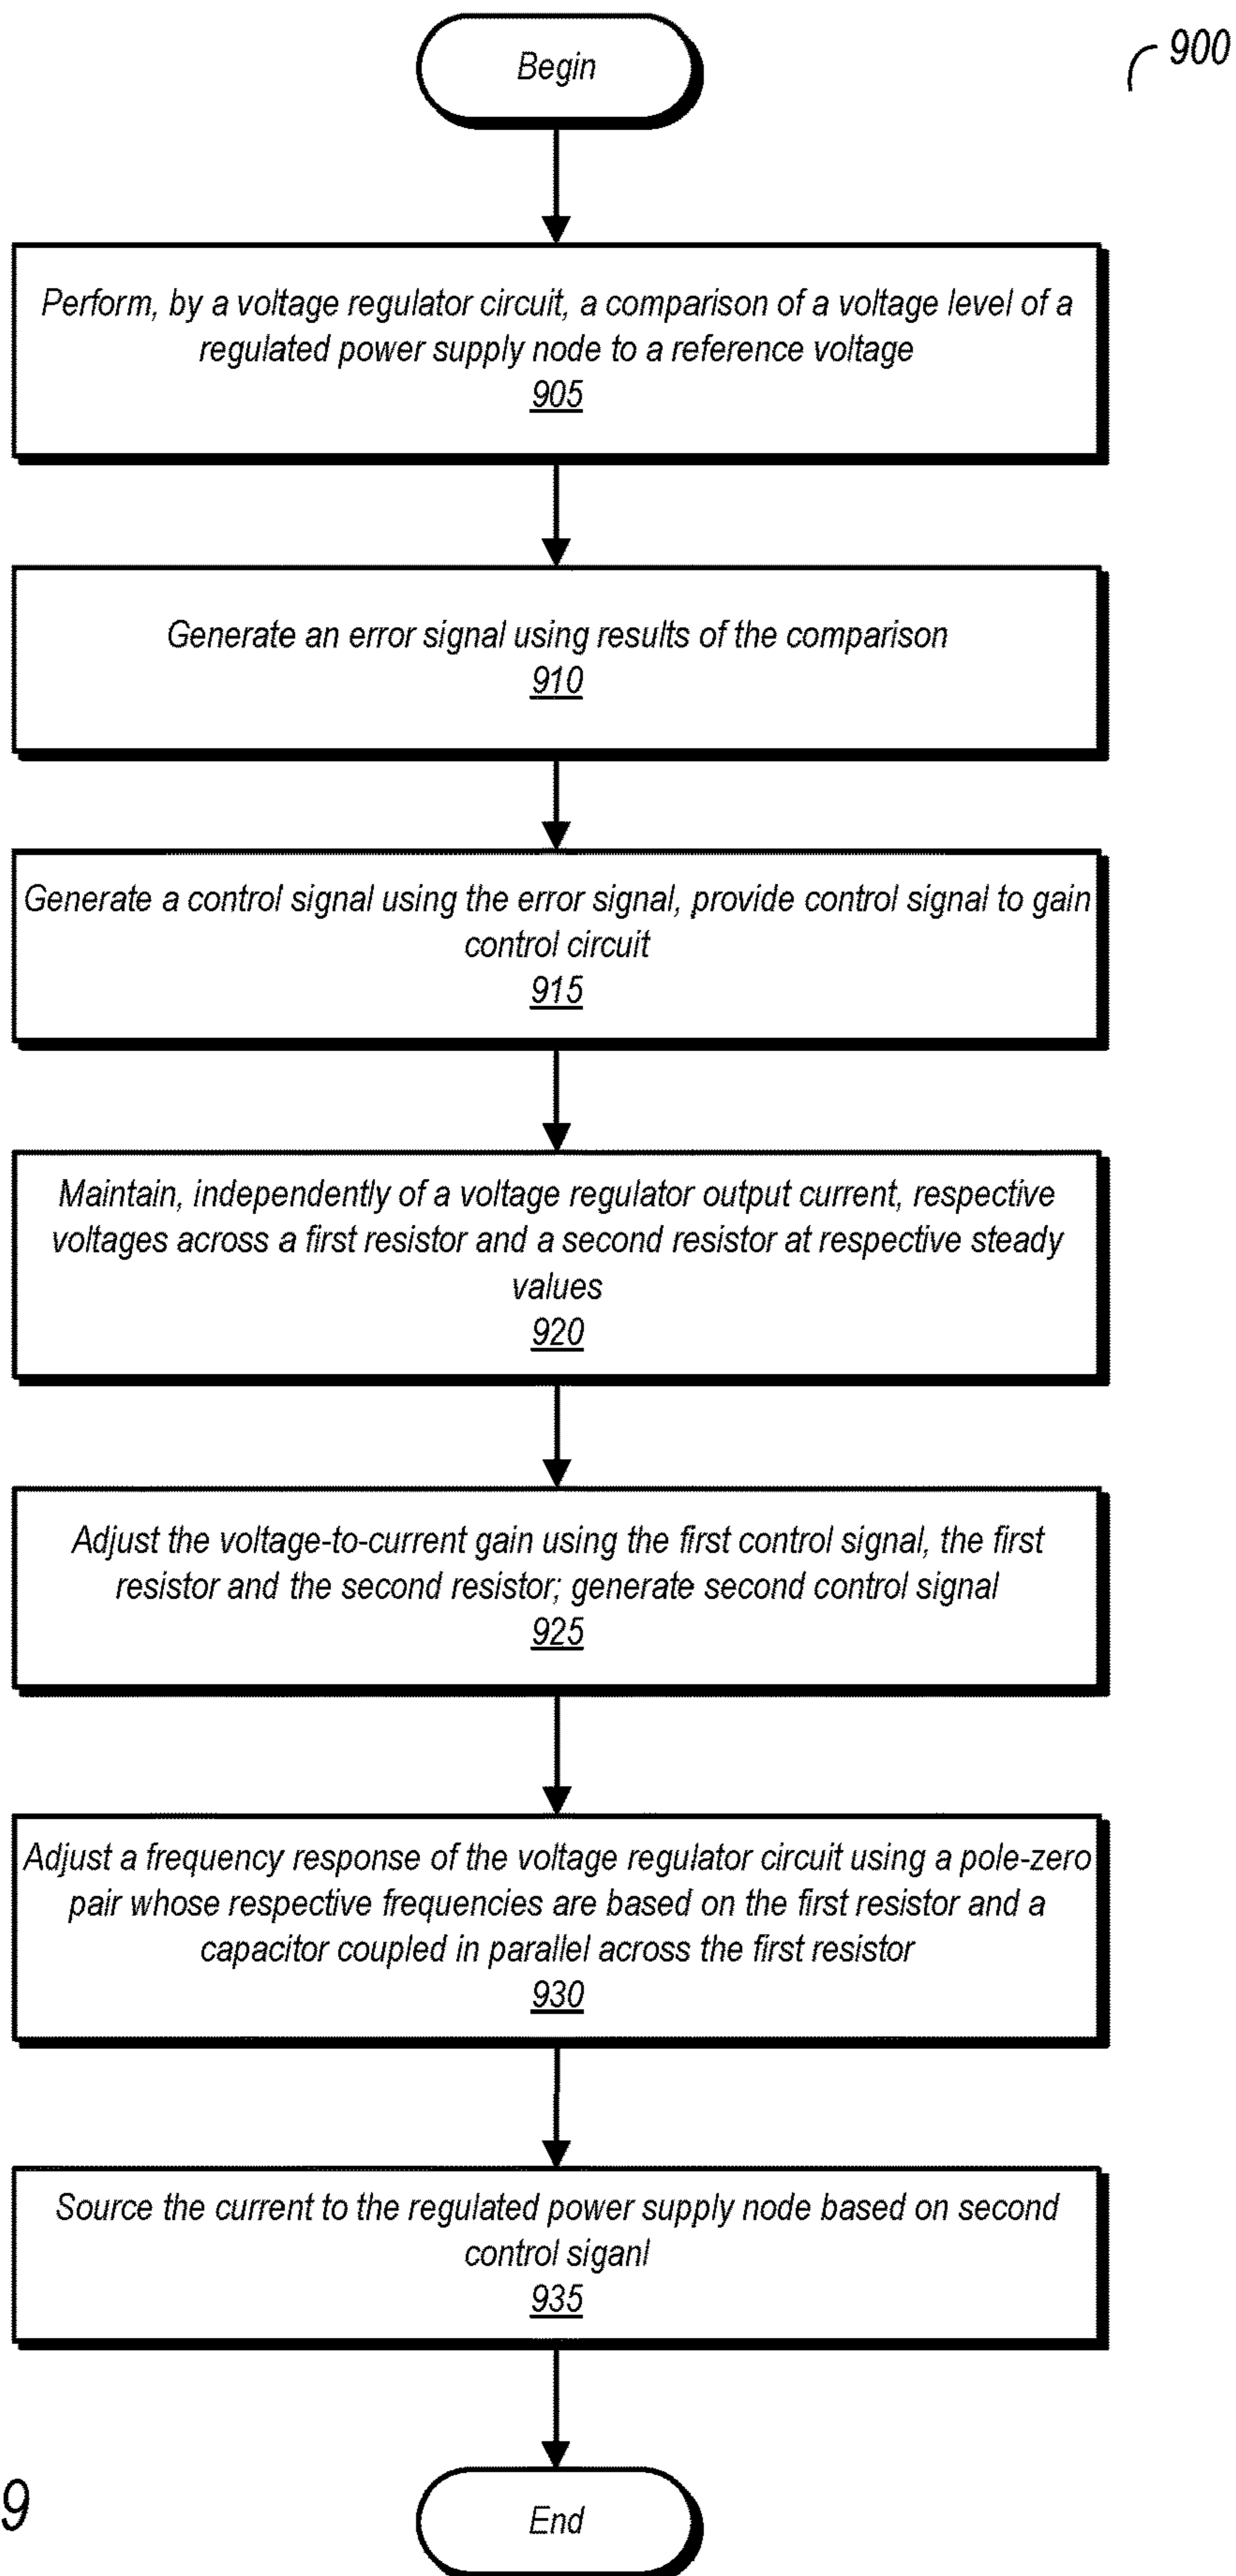 Begin
900
Perform, by a voltage regulator circuit, a comparison of a voltage level of a
regulated power supply node to a reference voltage
905
Generate an error signal using results of the comparison
910
Generate a control signal using the error signal, provide control signal to gain
control circuit
915
Maintain, independently of a voltage regulator output current, respective
voltages across a first resistor and a second resistor at respective steady
values
920
Adjust the voltage-to-current gain using the first control signal, the first
resistor and the second resistor; generate second control signal
925
Adjust a frequency response of the voltage regulator circuit using a pole-zero
pair whose respective frequencies are based on the first resistor and a
capacitor coupled in parallel across the first resistor
930
Source the current to the regulated power supply node based on second
control siganl
935
9
End